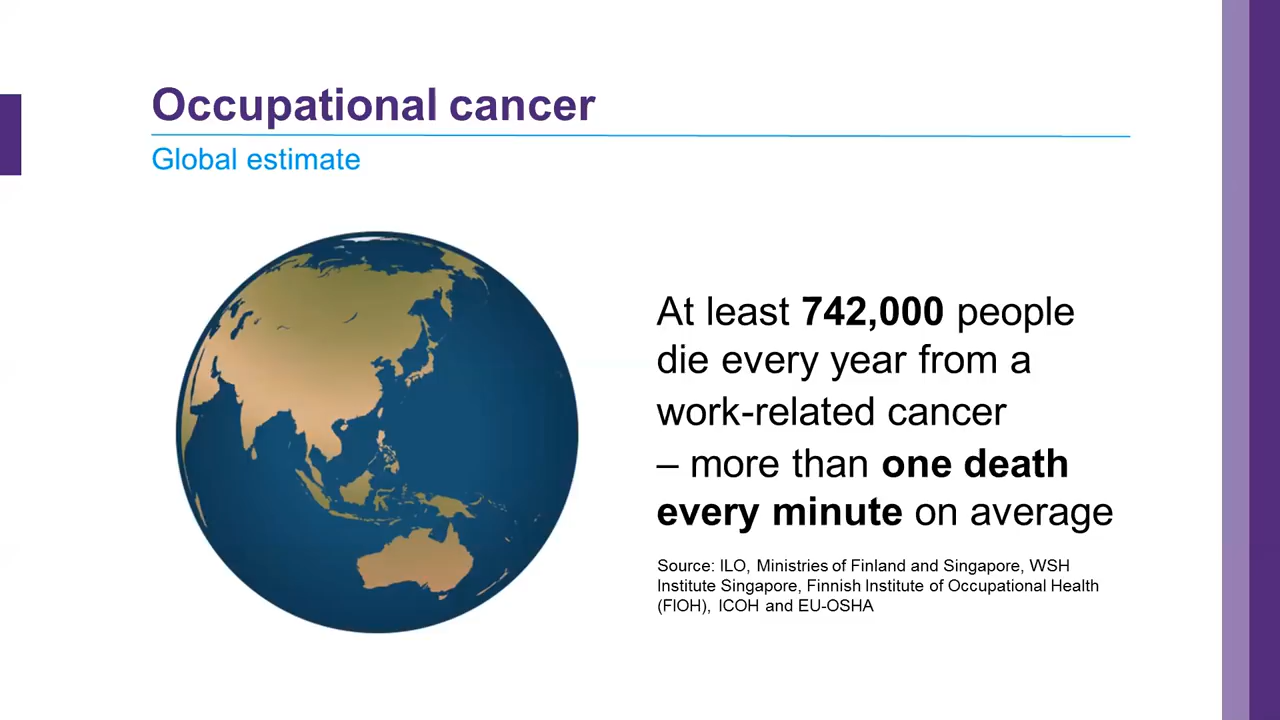 Occupational cancer
Global estimate
At least 742,000 people
die every year from a
work-related cancer
– more than one death
every minute on average
Source: ILO, Ministries of Finland and Singapore, WSH
Institute Singapore, Finnish Institute of Occupational Health
(FIOH), ICOH and EU-OSHA